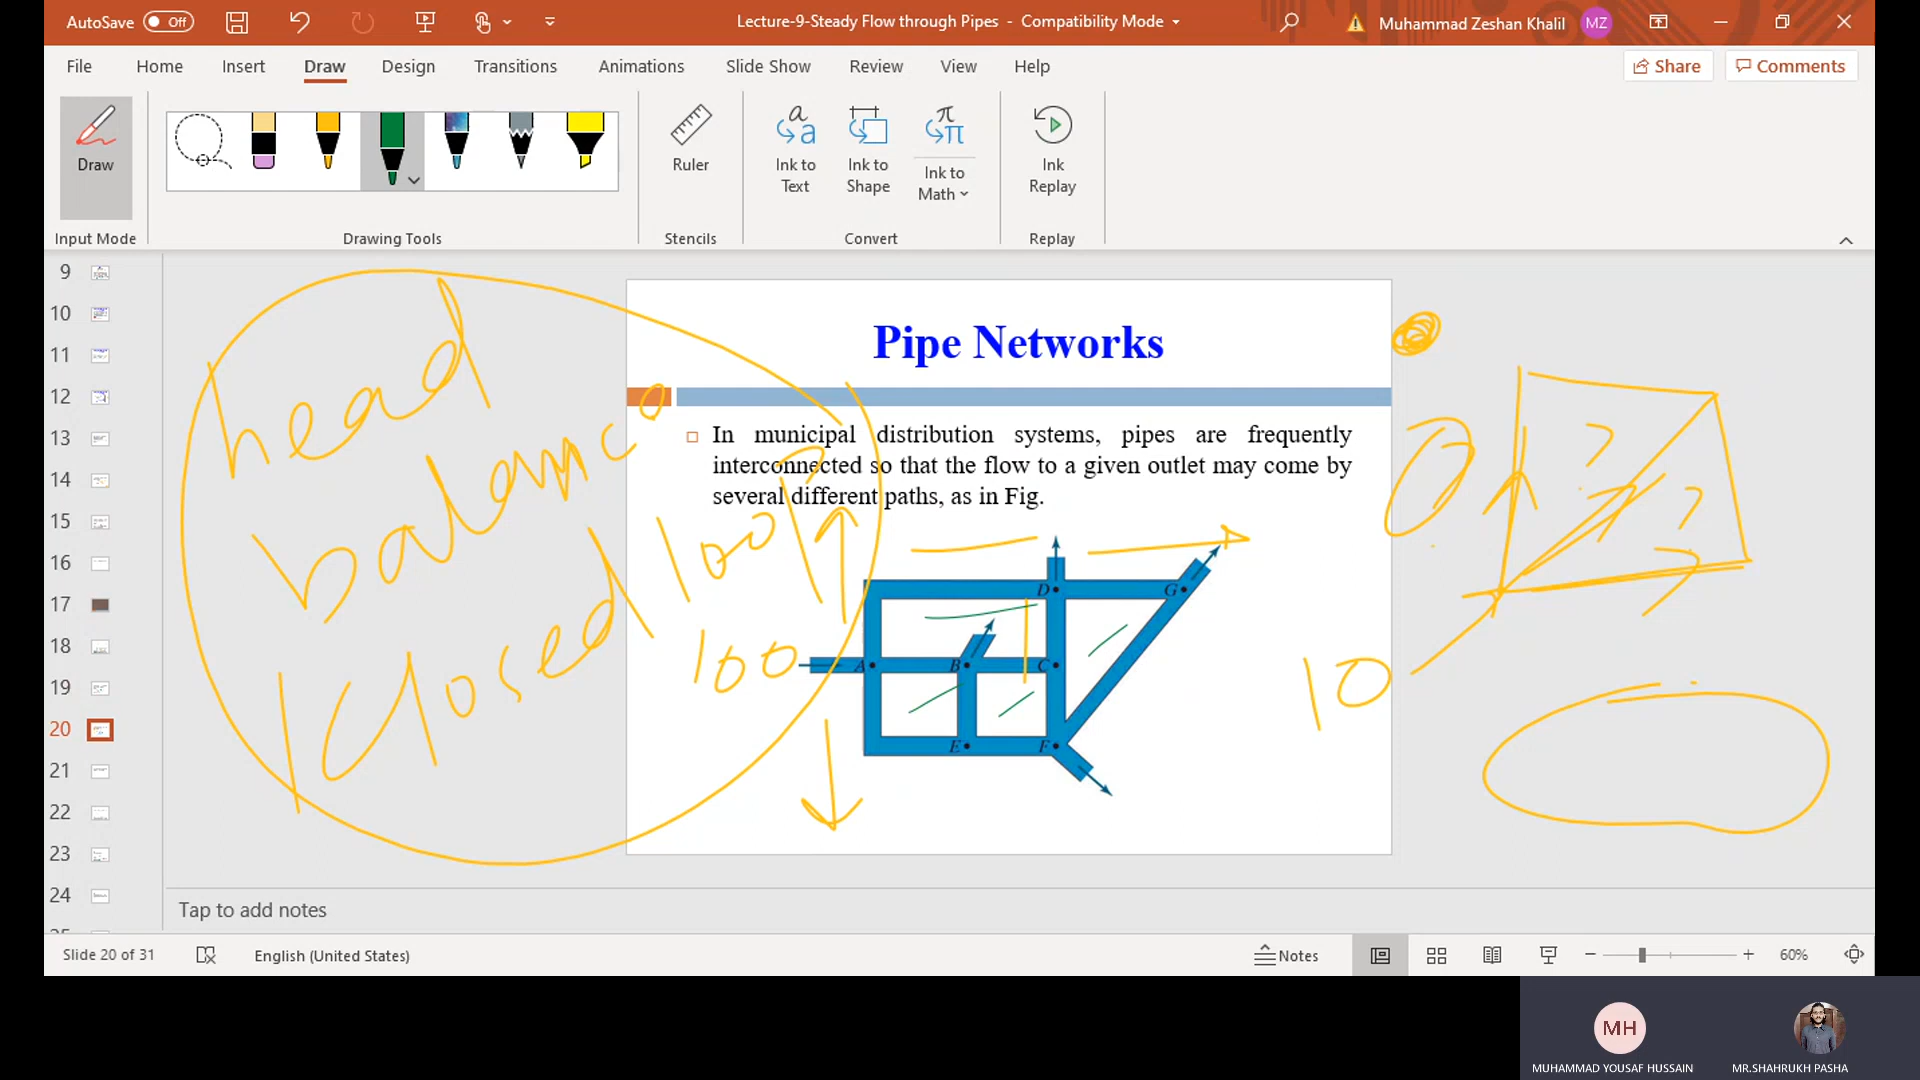 AutoSave Off
Lecture-9-Steady Flow through Pipes - Compatibility Mode
Muhammad Zeshan Khalil MZ
File Home Insert Draw Design Transitions Animations Slide Show Review View Help
Share Comments
Draw
Input Mode
Drawing Tools
Ruler
Stencils
a
a
Ink to Text
Ink to Shape
π
π
Ink to Math
Convert
Ink Replay
Replay
9
10
11
12
13
14
15
16
17
18
19
20
21
22
23
24
head
balance
closed
100
100
Pipe Networks
In municipal distribution systems, pipes are frequently
interconnected so that the flow to a given outlet may come by
several different paths, as in Fig.
D G
A B C
E F
10
? ? ? ?
Tap to add notes
Slide 20 of 31
English (United States)
Notes
60%
MH
MUHAMMAD YOUSAF HUSSAIN
MR.SHAHRUKH PASHA